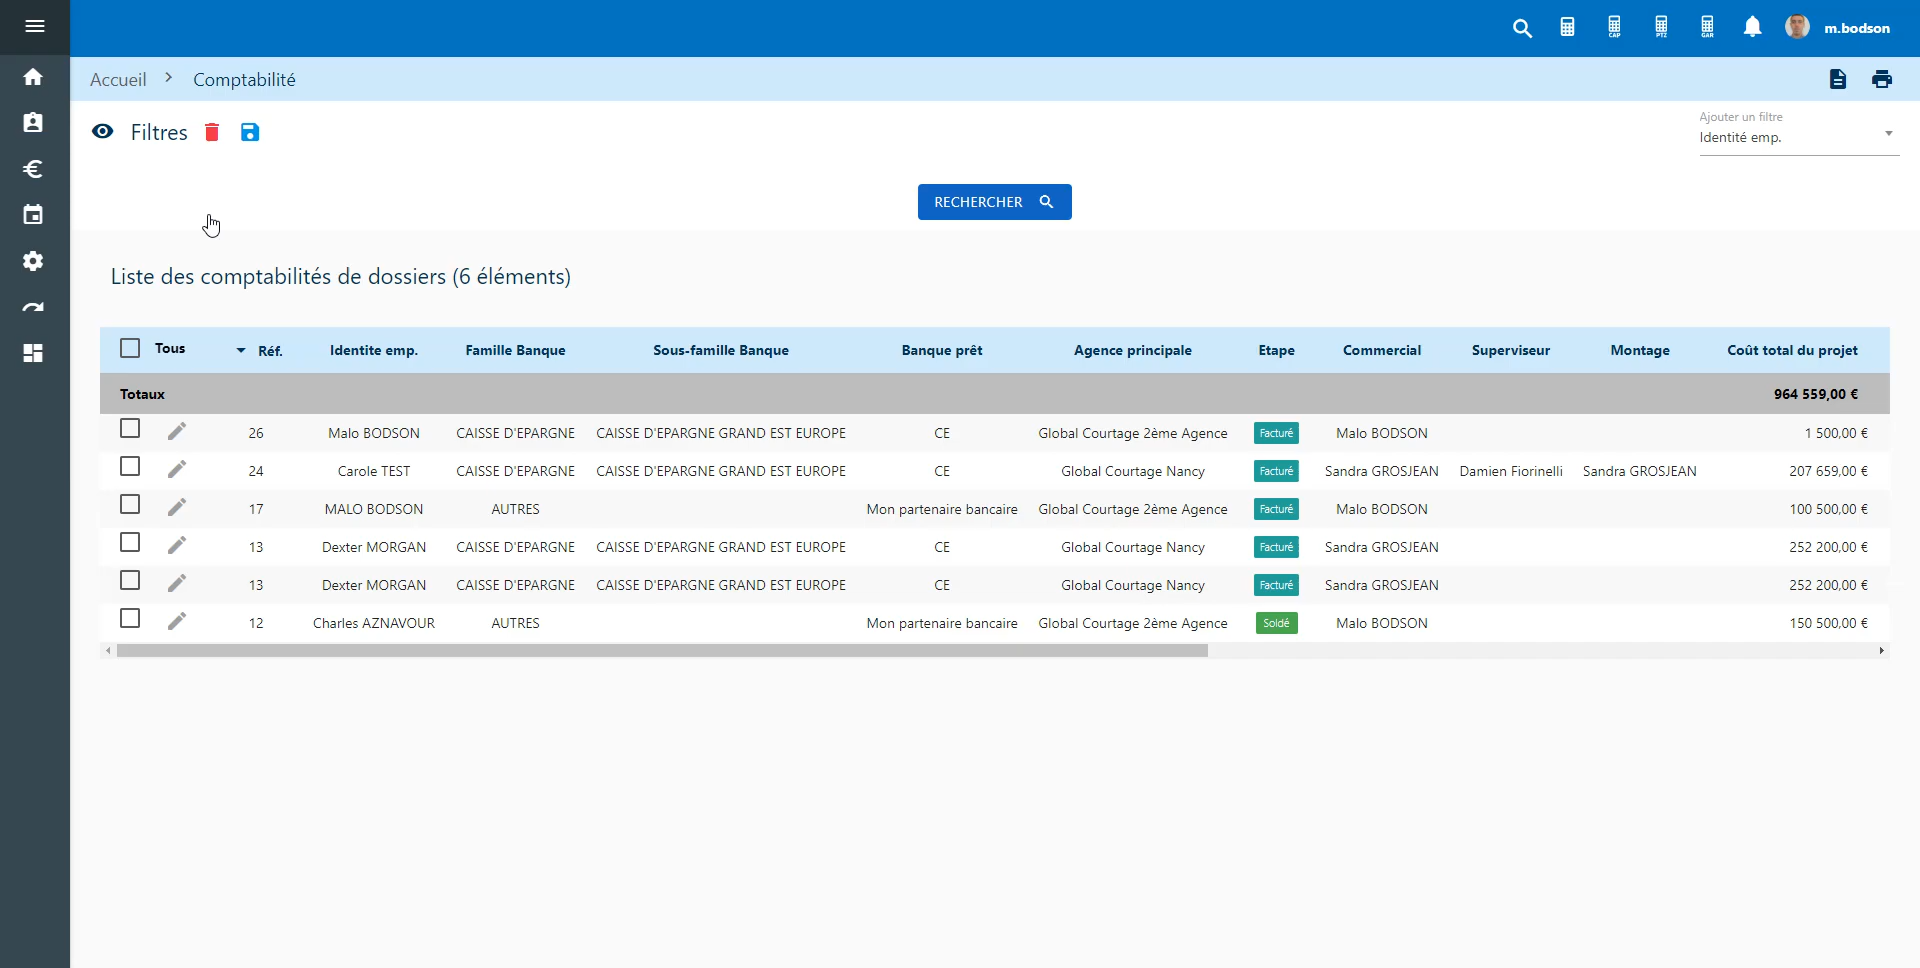 CAP PTZ GAR m.bodson
Accueil > Comptabilité
Filtres
Ajouter un filtre
Identité emp.
RECHERCHER
Liste des comptabilités de dossiers (6 éléments)
Tous Réf. Identite emp. Famille Banque Sous-famille Banque Banque prêt Agence principale Etape Commercial Superviseur Montage Coût total du projet
Totaux 964 559,00 €
26 Malo BODSON CAISSE D'EPARGNE CAISSE D'EPARGNE GRAND EST EUROPE CE Global Courtage 2ème Agence Facturé Malo BODSON 1 500,00 €
24 Carole TEST CAISSE D'EPARGNE CAISSE D'EPARGNE GRAND EST EUROPE CE Global Courtage Nancy Facturé Sandra GROSJEAN Damien Fiorinelli Sandra GROSJEAN 207 659,00 €
17 MALO BODSON AUTRES Mon partenaire bancaire Global Courtage 2ème Agence Facturé Malo BODSON 100 500,00 €
13 Dexter MORGAN CAISSE D'EPARGNE CAISSE D'EPARGNE GRAND EST EUROPE CE Global Courtage Nancy Facturé Sandra GROSJEAN 252 200,00 €
13 Dexter MORGAN CAISSE D'EPARGNE CAISSE D'EPARGNE GRAND EST EUROPE CE Global Courtage Nancy Facturé Sandra GROSJEAN 252 200,00 €
12 Charles AZNAVOUR AUTRES Mon partenaire bancaire Global Courtage 2ème Agence Soldé Malo BODSON 150 500,00 €